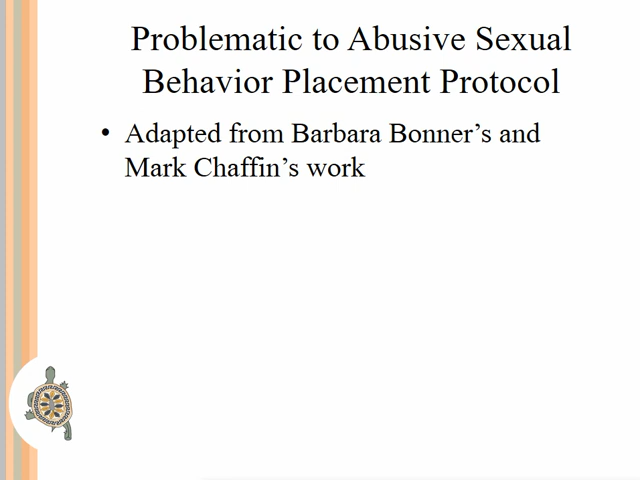 Problematic to Abusive Sexual
Behavior Placement Protocol
• Adapted from Barbara Bonner’s and
Mark Chaffin’s work